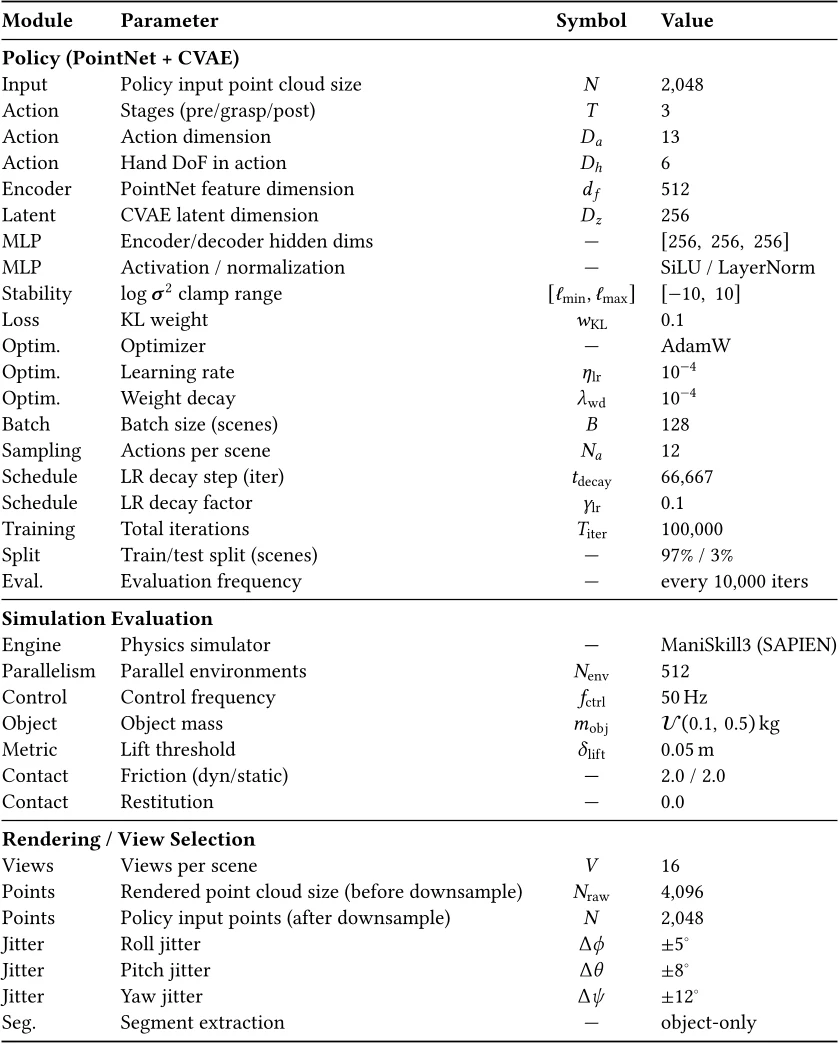 Module Parameter Symbol Value
Policy (PointNet + CVAE)
Input Policy input point cloud size N 2,048
Action Stages (pre/grasp/post) T 3
Action Action dimension D_a 13
Action Hand DoF in action D_h 6
Encoder PointNet feature dimension d_f 512
Latent CVAE latent dimension D_z 256
MLP Encoder/decoder hidden dims — [256, 256, 256]
MLP Activation / normalization — SiLU / LayerNorm
Stability log σ² clamp range [ℓ_min, ℓ_max] [−10, 10]
Loss KL weight w_KL 0.1
Optim. Optimizer — AdamW
Optim. Learning rate η_lr 10⁻⁴
Optim. Weight decay λ_wd 10⁻⁴
Batch Batch size (scenes) B 128
Sampling Actions per scene N_a 12
Schedule LR decay step (iter) t_decay 66,667
Schedule LR decay factor γ_lr 0.1
Training Total iterations T_iter 100,000
Split Train/test split (scenes) — 97% / 3%
Eval. Evaluation frequency — every 10,000 iters
Simulation Evaluation
Engine Physics simulator — ManiSkill3 (SAPIEN)
Parallelism Parallel environments N_env 512
Control Control frequency f_ctrl 50 Hz
Object Object mass m_obj 𝒰(0.1, 0.5) kg
Metric Lift threshold δ_lift 0.05 m
Contact Friction (dyn/static) — 2.0 / 2.0
Contact Restitution — 0.0
Rendering / View Selection
Views Views per scene V 16
Points Rendered point cloud size (before downsample) N_raw 4,096
Points Policy input points (after downsample) N 2,048
Jitter Roll jitter Δϕ ±5°
Jitter Pitch jitter Δθ ±8°
Jitter Yaw jitter Δψ ±12°
Seg. Segment extraction — object-only